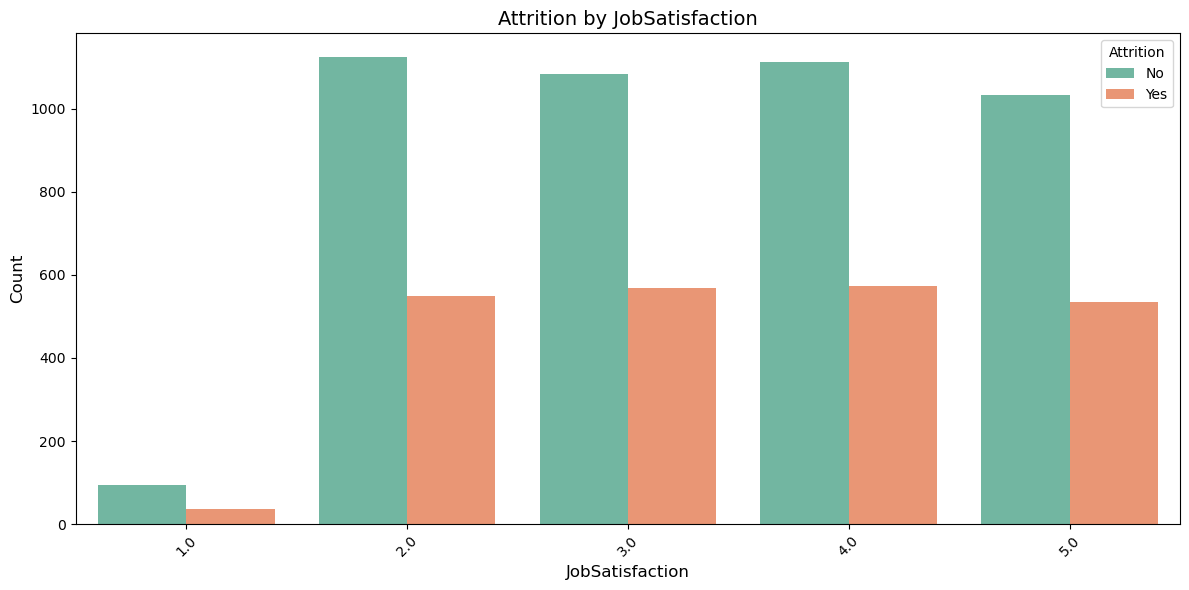 Attrition by JobSatisfaction
Attrition
No
Yes
Count
1000
800
600
400
200
0
1.0
2.0
3.0
4.0
5.0
JobSatisfaction